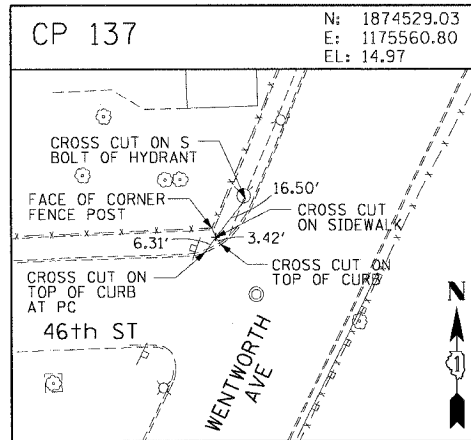 CP 137
N: 1874529.03
E: 1175560.80
EL: 14.97
CROSS CUT ON S
BOLT OF HYDRANT
16.50'
FACE OF CORNER
FENCE POST
CROSS CUT
ON SIDEWALK
6.31'
3.42'
CROSS CUT ON
TOP OF CURB
CROSS CUT ON
TOP OF CURB
AT PC
46th ST
WENTWORTH
AVE
N
1